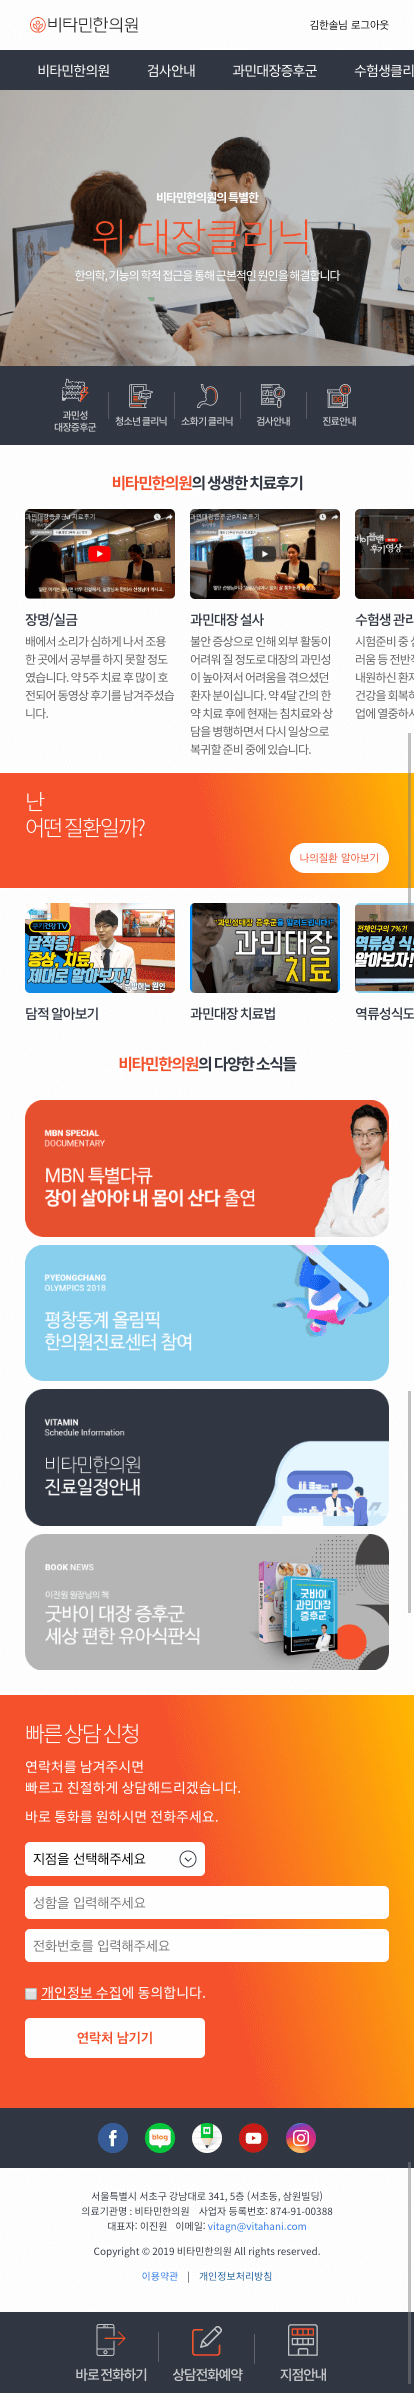 비타민한의원
김한솔님 로그아웃
비타민한의원 검사안내 과민대장증후군 수험생클리
비타민한의원의 특별한
위·대장클리닉
한의학, 기능의 학적 접근을 통해 근본적인 원인을 해결합니다
과민성
대장증후군
청소년 클리닉
소화기 클리닉
검사안내
진료안내
비타민한의원의 생생한 치료후기
장명/실금
배에서 소리가 심하게 나서 조용
한 곳에서 공부를 하지 못할 정도
였습니다. 약 5주 치료 후 많이 호
전되어 동영상 후기를 남겨주셨습
니다.
과민대장 설사
불안 증상으로 인해 외부 활동이
어려워 질 정도로 대장의 과민성
이 높아져서 어려움을 겪으셨던
환자 분이십니다. 약 4달 간의 한
약 치료 후에 현재는 침치료와 상
담을 병행하면서 다시 일상으로
복귀할 준비 중에 있습니다.
후기영상
수험생 관리
시험준비 중 
러움 등 전반적
내원하신 환자
건강을 회복하
업에 열중하시
난
어떤 질환일까?
나의질환 알아보기
담적증!
증상, 치료,
제대로 알아보자!
담적 알아보기
과민대장
치료
과민대장 치료법
전체인구의 7%?!
역류성 식도
알아보자!
역류성식도
비타민한의원의 다양한 소식들
MBN SPECIAL
DOCUMENTARY
MBN 특별다큐
장이 살아야 내 몸이 산다 출연
PYEONGCHANG
OLYMPICS 2018
평창동계 올림픽
한의원진료센터 참여
VITAMIN
Schedule Information
비타민한의원
진료일정안내
BOOK NEWS
이진원 원장님의 책
굿바이 대장 증후군
세상 편한 유아식판식
굿바이
과민대장
증후군
빠른 상담 신청
연락처를 남겨주시면
빠르고 친절하게 상담해드리겠습니다.
바로 통화를 원하시면 전화주세요.
지점을 선택해주세요
성함을 입력해주세요
전화번호를 입력해주세요
개인정보 수집에 동의합니다.
연락처 남기기
f
blog
서울특별시 서초구 강남대로 341, 5층 (서초동, 삼원빌딩)
의료기관명 : 비타민한의원 사업자 등록번호: 874-91-00388
대표자: 이진원 이메일: vitagn@vitahani.com
Copyright © 2019 비타민한의원 All rights reserved.
이용약관 | 개인정보처리방침
바로 전화하기
상담전화예약
지점안내